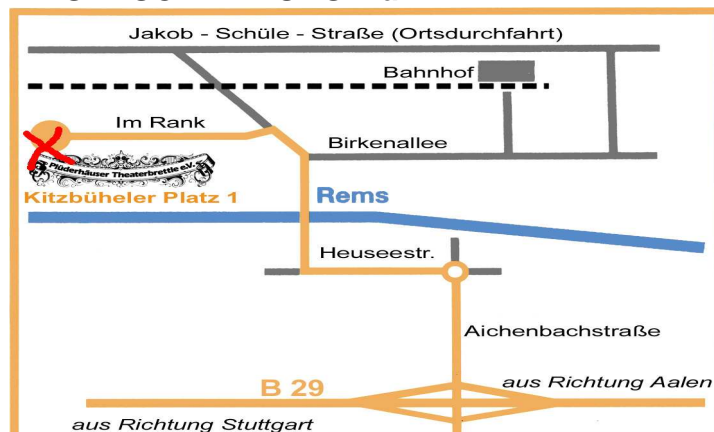 Jakob - Schüle - Straße (Ortsdurchfahrt)
Bahnhof
Im Rank
Birkenallee
Plüderhäuser Theaterbrettle e.V.
Kitzbüheler Platz 1
Rems
Heuseestr.
Aichenbachstraße
B 29
aus Richtung Aalen
aus Richtung Stuttgart